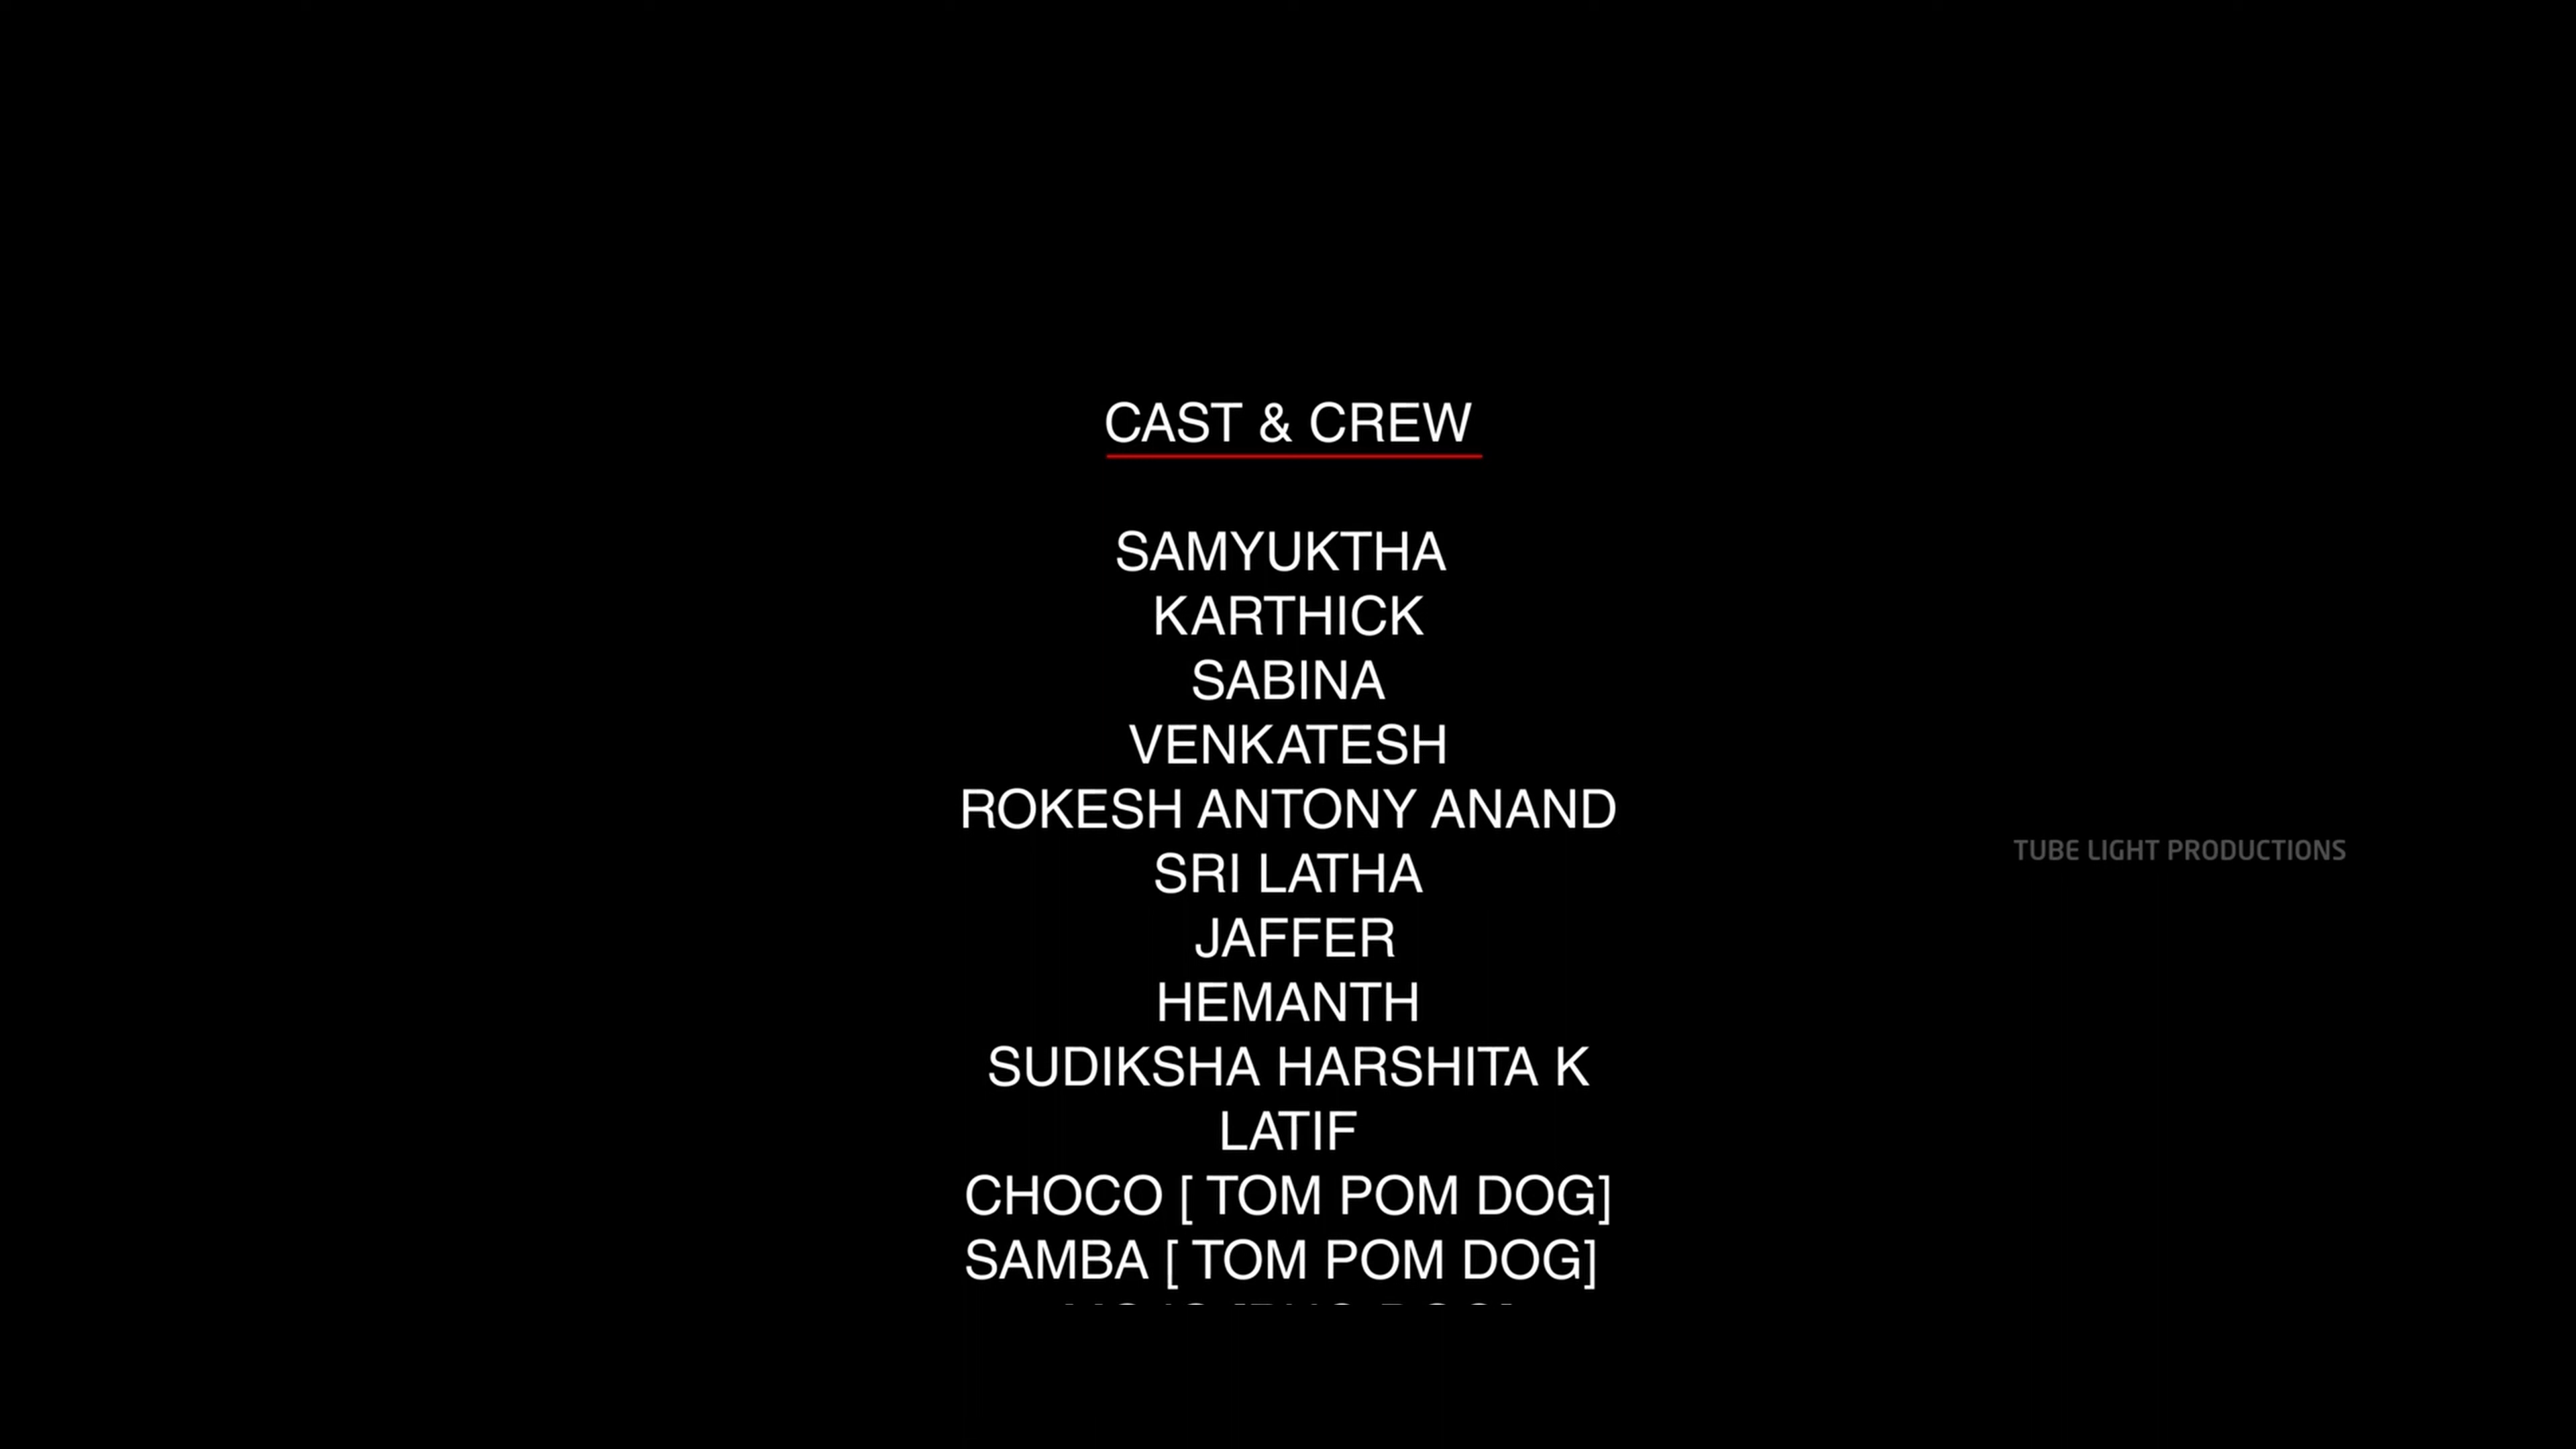 CAST & CREW
SAMYUKTHA
KARTHICK
SABINA
VENKATESH
ROKESH ANTONY ANAND
SRI LATHA
JAFFER
HEMANTH
SUDIKSHA HARSHITA K
LATIF
CHOCO [ TOM POM DOG]
SAMBA [ TOM POM DOG]
TUBE LIGHT PRODUCTIONS